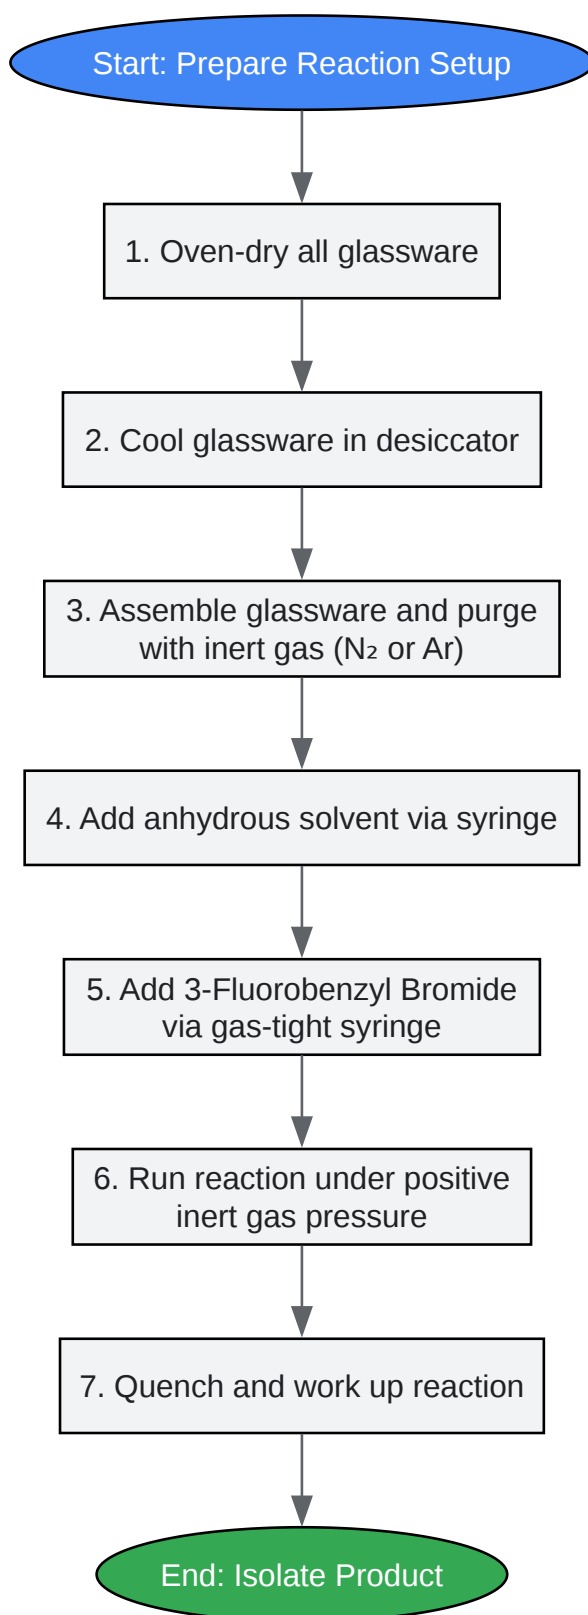 Start: Prepare Reaction Setup
1. Oven-dry all glassware
2. Cool glassware in desiccator
3. Assemble glassware and purge
with inert gas (N₂ or Ar)
4. Add anhydrous solvent via syringe
5. Add 3-Fluorobenzyl Bromide
via gas-tight syringe
6. Run reaction under positive
inert gas pressure
7. Quench and work up reaction
End: Isolate Product